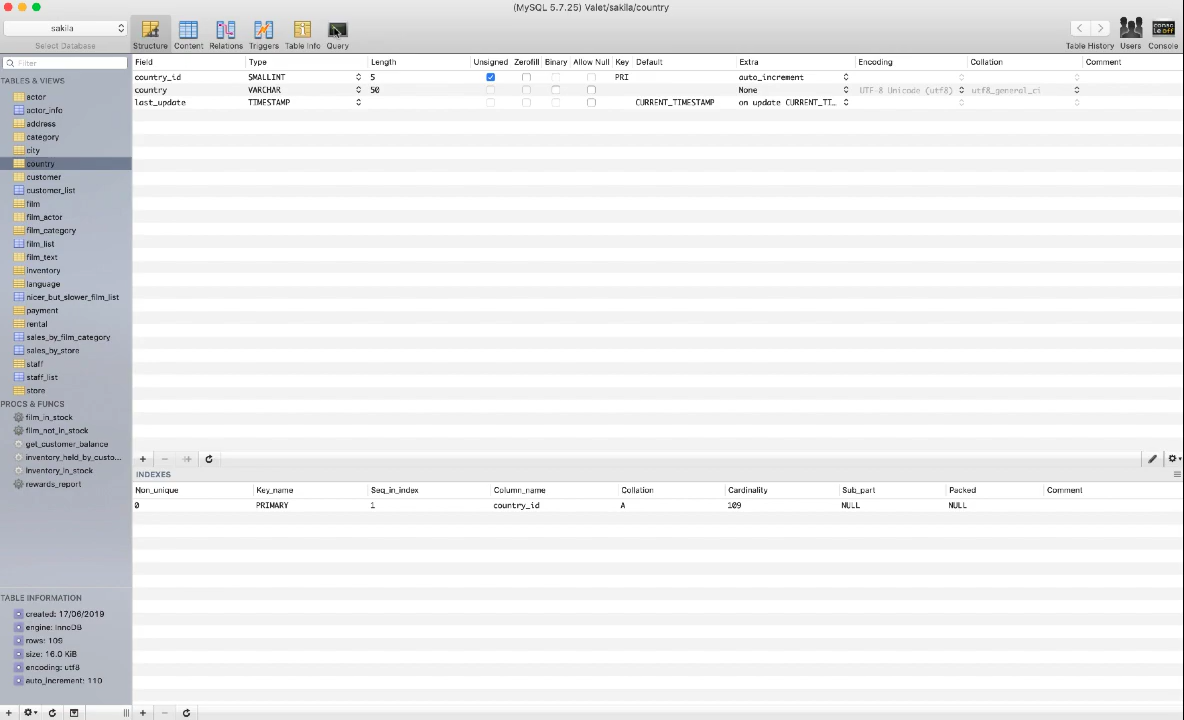 (MySQL 5.7.25) Valet/sakila/country
sakila
Select Database
Structure Content Relations Triggers Table Info Query
Table History Users Console
conso
le off
Filter
TABLES & VIEWS
actor
actor_info
address
category
city
country
customer
customer_list
film
film_actor
film_category
film_list
film_text
inventory
language
nicer_but_slower_film_list
payment
rental
sales_by_film_category
sales_by_store
staff
staff_list
store
PROCS & FUNCS
film_in_stock
film_not_in_stock
get_customer_balance
inventory_held_by_custo...
inventory_in_stock
rewards_report
TABLE INFORMATION
created: 17/06/2019
engine: InnoDB
rows: 109
size: 16.0 KiB
encoding: utf8
auto_increment: 110
Field Type Length Unsigned Zerofill Binary Allow Null Key Default Extra Encoding Collation Comment
country_id SMALLINT 5 PRI auto_increment
country VARCHAR 50 None UTF-8 Unicode (utf8) utf8_general_ci
last_update TIMESTAMP CURRENT_TIMESTAMP on update CURRENT_TI...
INDEXES
Non_unique Key_name Seq_in_index Column_name Collation Cardinality Sub_part Packed Comment
0 PRIMARY 1 country_id A 109 NULL NULL